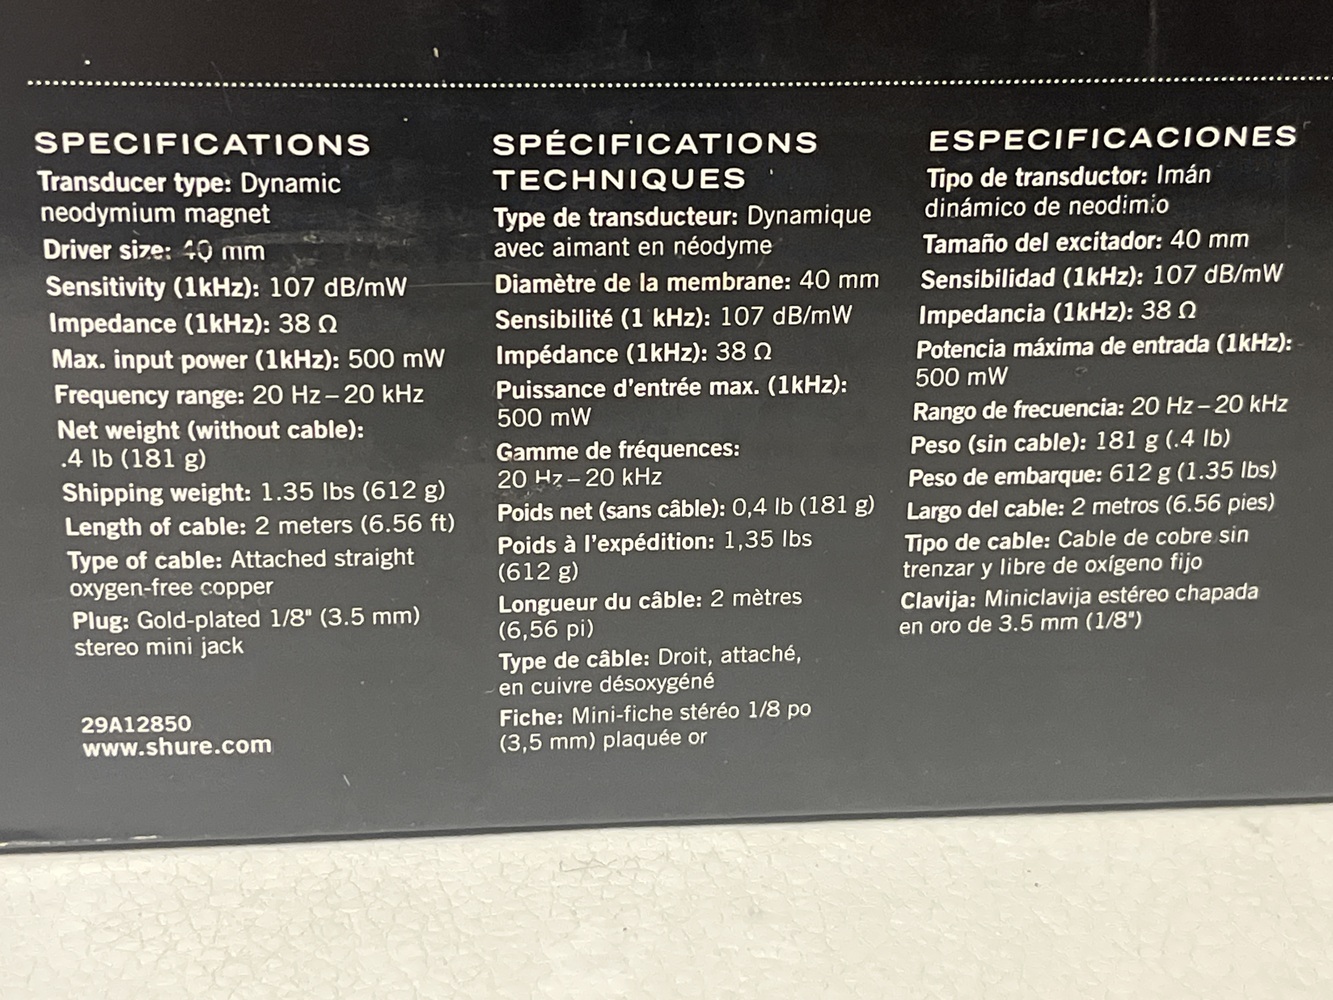 SPECIFICATIONS
Transducer type: Dynamic
neodymium magnet
Driver size: 40 mm
Sensitivity (1kHz): 107 dB/mW
Impedance (1kHz): 38 Ω
Max. input power (1kHz): 500 mW
Frequency range: 20 Hz – 20 kHz
Net weight (without cable):
.4 lb (181 g)
Shipping weight: 1.35 lbs (612 g)
Length of cable: 2 meters (6.56 ft)
Type of cable: Attached straight
oxygen-free copper
Plug: Gold-plated 1/8" (3.5 mm)
stereo mini jack
29A12850
www.shure.com
SPÉCIFICATIONS
TECHNIQUES
Type de transducteur: Dynamique
avec aimant en néodyme
Diamètre de la membrane: 40 mm
Sensibilité (1 kHz): 107 dB/mW
Impédance (1kHz): 38 Ω
Puissance d'entrée max. (1kHz):
500 mW
Gamme de fréquences:
20 Hz – 20 kHz
Poids net (sans câble): 0,4 lb (181 g)
Poids à l'expédition: 1,35 lbs
(612 g)
Longueur du câble: 2 mètres
(6,56 pi)
Type de câble: Droit, attaché,
en cuivre désoxygéné
Fiche: Mini-fiche stéréo 1/8 po
(3,5 mm) plaquée or
ESPECIFICACIONES
Tipo de transductor: Imán
dinámico de neodimio
Tamaño del excitador: 40 mm
Sensibilidad (1kHz): 107 dB/mW
Impedancia (1kHz): 38 Ω
Potencia máxima de entrada (1kHz):
500 mW
Rango de frecuencia: 20 Hz – 20 kHz
Peso (sin cable): 181 g (.4 lb)
Peso de embarque: 612 g (1.35 lbs)
Largo del cable: 2 metros (6.56 pies)
Tipo de cable: Cable de cobre sin
trenzar y libre de oxígeno fijo
Clavija: Miniclavija estéreo chapada
en oro de 3.5 mm (1/8")